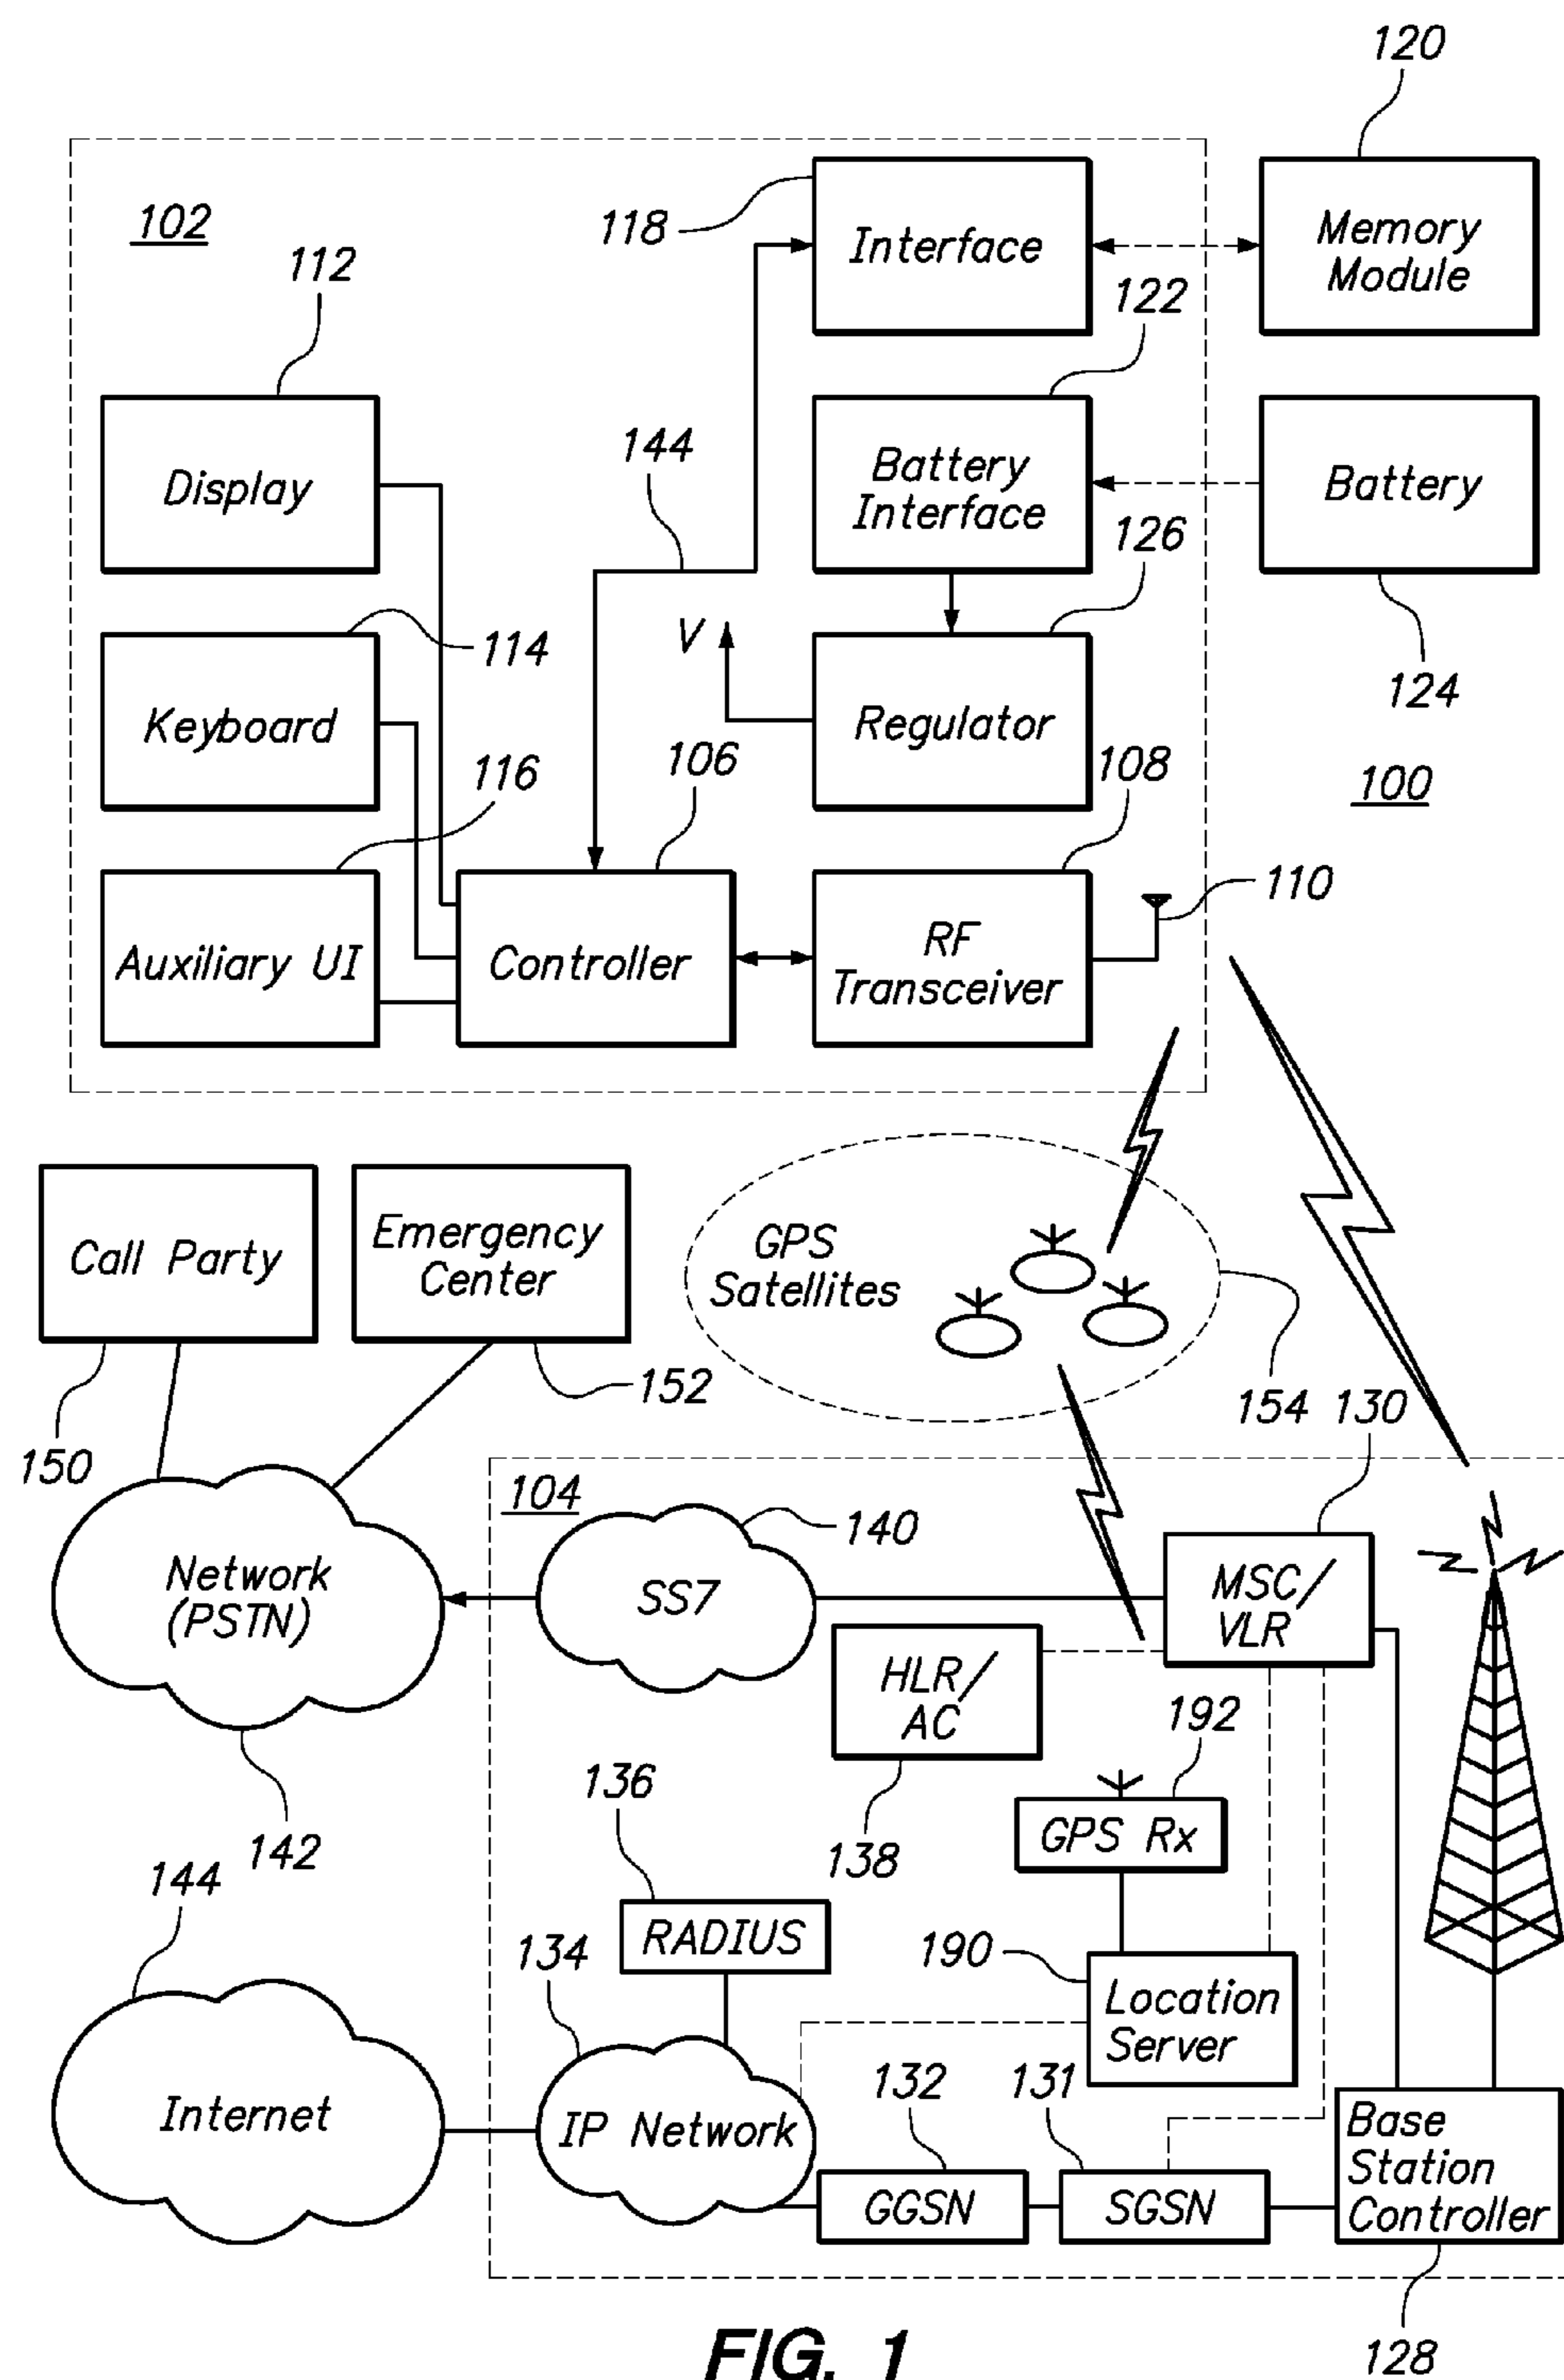 120
102
118
Interface
Memory
Module
112
122
144
Display
Battery
Interface
Battery
126
114
V
124
Keyboard
Regulator
116
106
108
100
110
Auxiliary UI
Controller
RF
Transceiver
Call Party
Emergency
Center
GPS
Satellites
150
152
154
130
104
140
Network
(PSTN)
SS7
MSC/
VLR
HLR/
AC
192
142
136
138
GPS Rx
144
134
RADIUS
190
Location
Server
Internet
IP Network
132
131
GGSN
SGSN
Base
Station
Controller
128
FIG. 1